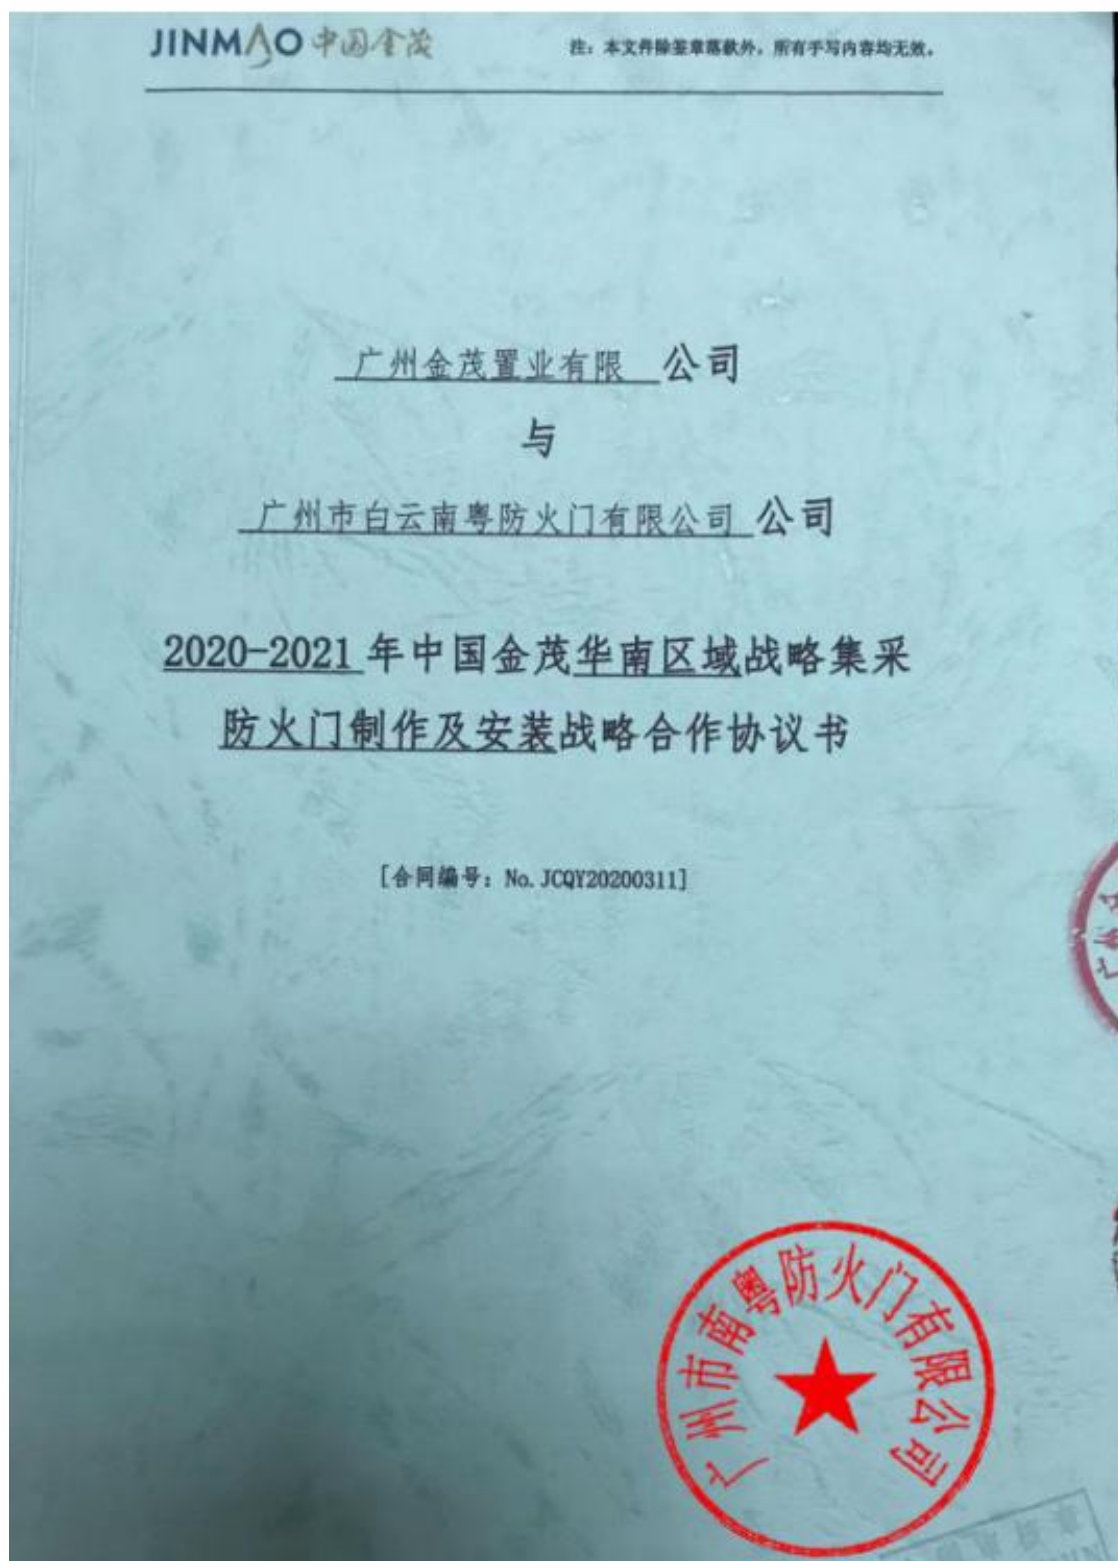 JINMAO 中国金茂
注：本文件除签章落款外，所有手写内容均无效。
广州金茂置业有限 公司
与
广州市白云南粤防火门有限公司 公司
2020-2021 年中国金茂华南区域战略集采
防火门制作及安装战略合作协议书
[合同编号：No.JCQY20200311]
广州市南粤防火门有限公司